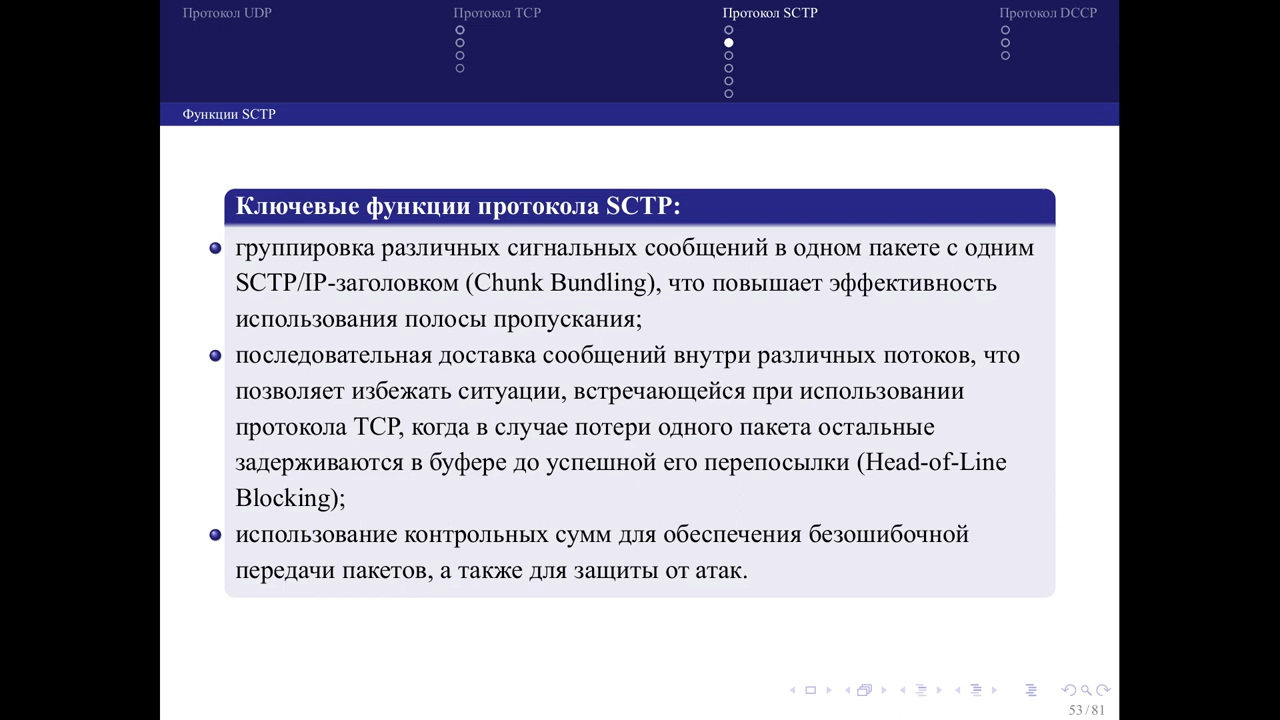 Протокол UDP
Протокол TCP
Протокол SCTP
Протокол DCCP
Функции SCTP
Ключевые функции протокола SCTP:
группировка различных сигнальных сообщений в одном пакете с одним
SCTP/IP-заголовком (Chunk Bundling), что повышает эффективность
использования полосы пропускания;
последовательная доставка сообщений внутри различных потоков, что
позволяет избежать ситуации, встречающейся при использовании
протокола TCP, когда в случае потери одного пакета остальные
задерживаются в буфере до успешной его перепосылки (Head-of-Line
Blocking);
использование контрольных сумм для обеспечения безошибочной
передачи пакетов, а также для защиты от атак.
53 / 81